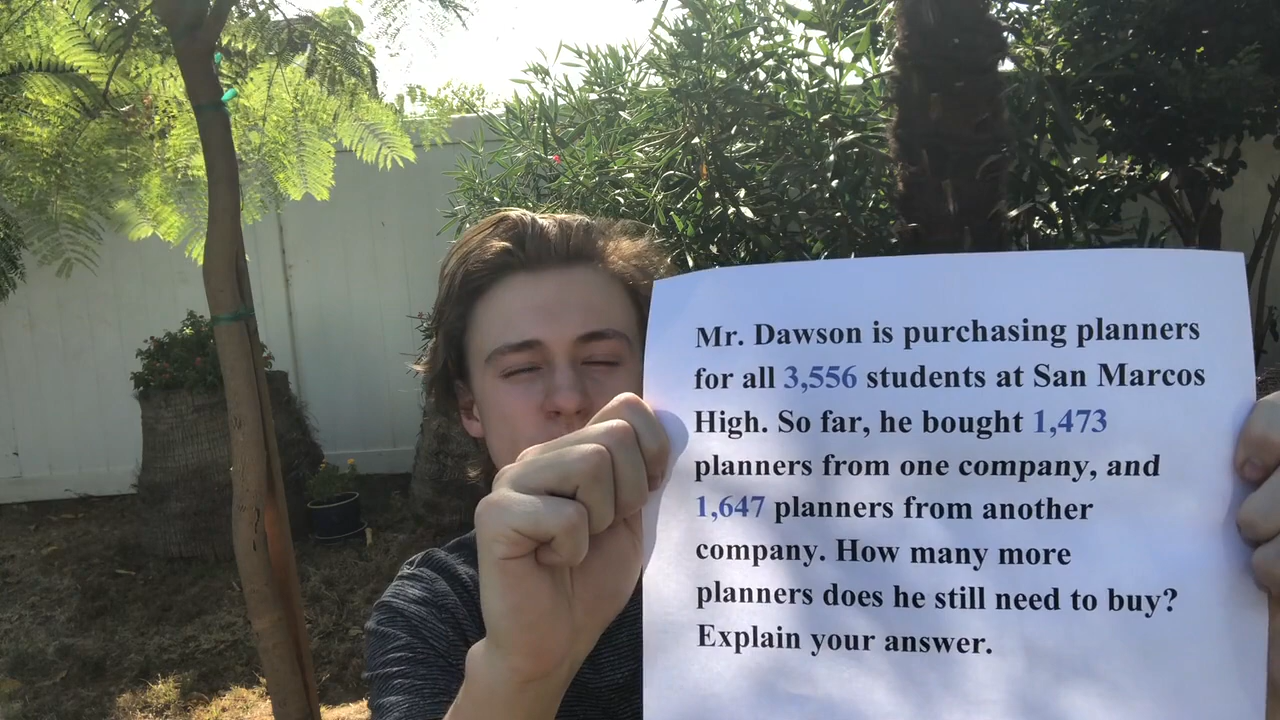 Mr. Dawson is purchasing planners
for all 3,556 students at San Marcos
High. So far, he bought 1,473
planners from one company, and
1,647 planners from another
company. How many more
planners does he still need to buy?
Explain your answer.